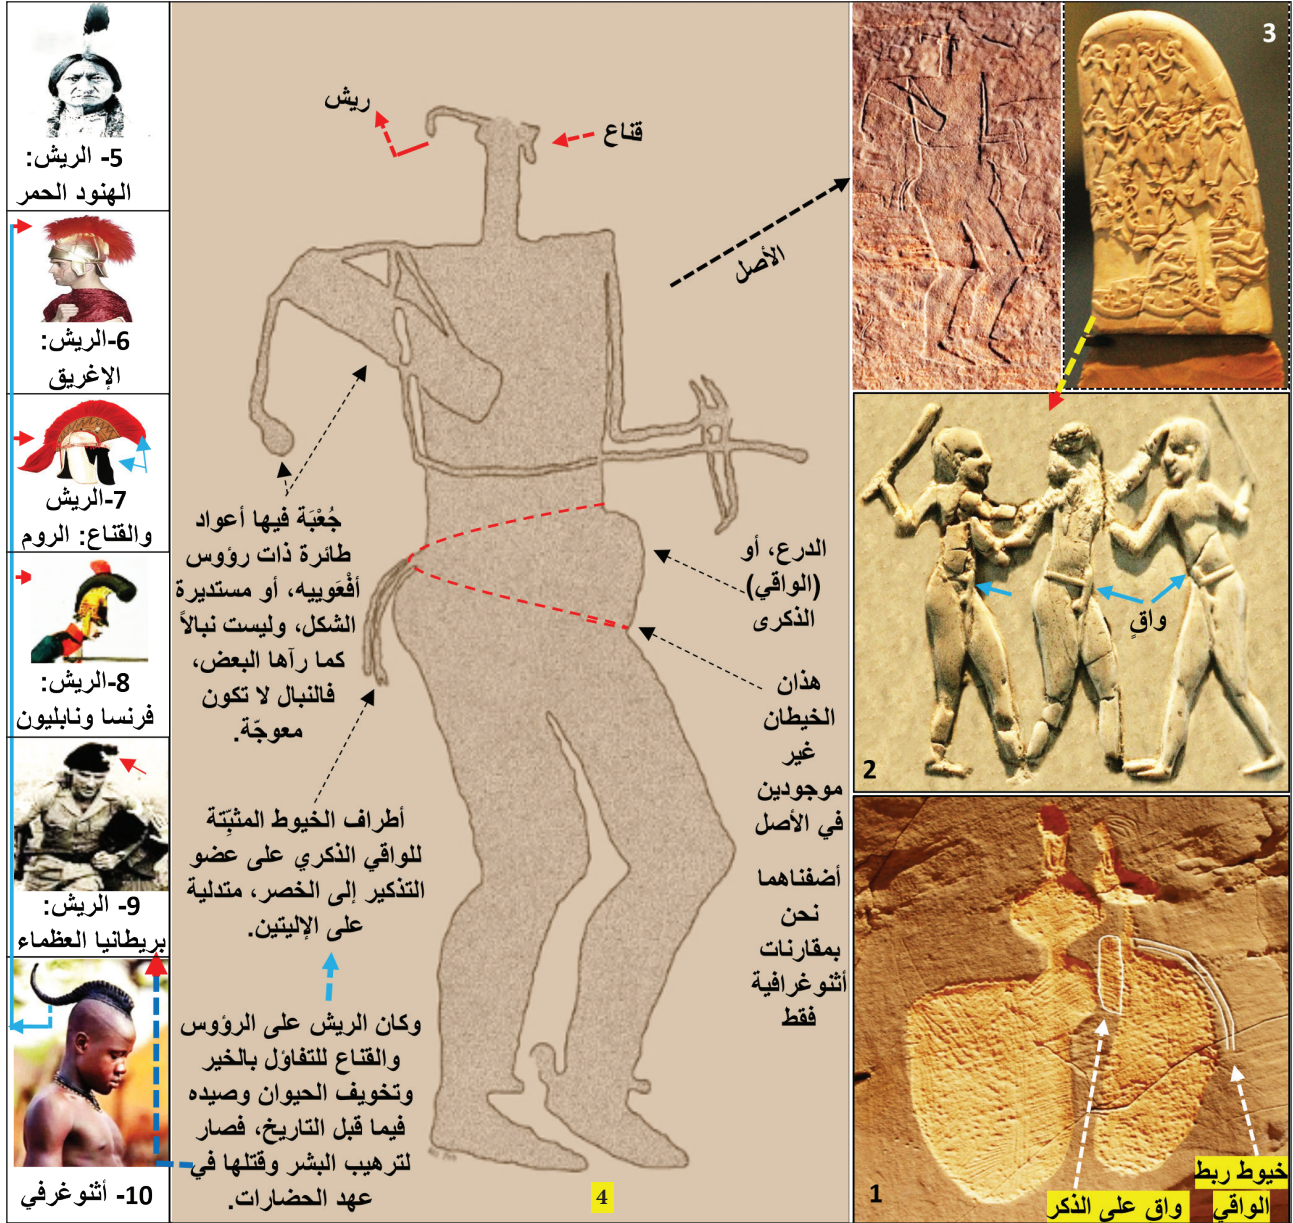 3
ريش
قناع
الأصل
جُعْبَة فيها أعواد
طائرة ذات رؤوس
أفْعَوييه، أو مستديرة
الشكل، وليست نبالاً
كما رآها البعض،
فالنبال لا تكون
معوجّة.
الدرع، أو
(الواقي)
الذكرى
هذان
الخيطان
غير
موجودين
في الأصل
أضفناهما
نحن
بمقارنات
أثنوغرافية
فقط
أطراف الخيوط المثبِّتة
للواقي الذكري على عضو
التذكير إلى الخصر، متدلية
على الإليتين.
وكان الريش على الرؤوس
والقناع للتفاؤل بالخير
وتخويف الحيوان وصيده
فيما قبل التاريخ، فصار
لترهيب البشر وقتلها في
عهد الحضارات.
4
واقٍ
2
1
خيوط ربط
الواقي
واق على الذكر
5- الريش:
الهنود الحمر
6-الريش:
الإغريق
7-الريش
والقناع: الروم
8-الريش:
فرنسا ونابليون
9- الريش:
بريطانيا العظماء
10- أثنوغرفي